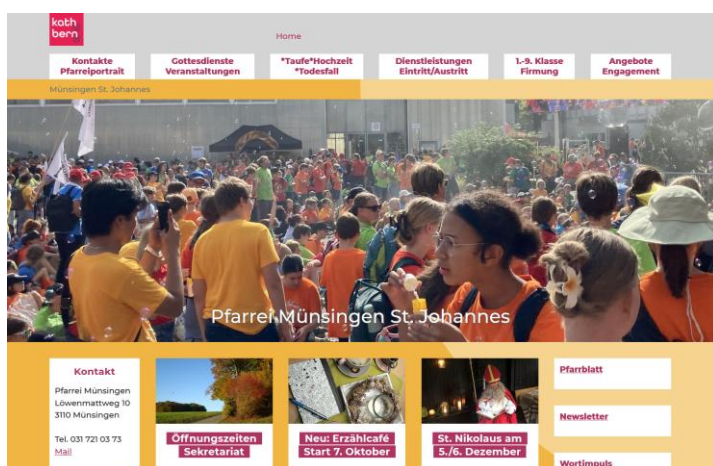 kath
bern
Home
Kontakte
Pfarreiportrait
Gottesdienste
Veranstaltungen
*Taufe*Hochzeit
*Todesfall
Dienstleistungen
Eintritt/Austritt
1.-9. Klasse
Firmung
Angebote
Engagement
Münsingen St. Johannes
Pfarrei Münsingen St. Johannes
Kontakt
Pfarrei Münsingen
Löwenmattweg 10
3110 Münsingen
Tel. 031 721 03 73
Mail
Öffnungszeiten
Sekretariat
Neu: Erzählcafé
Start 7. Oktober
St. Nikolaus am
5./6. Dezember
Pfarrblatt
Newsletter
Wortimpuls